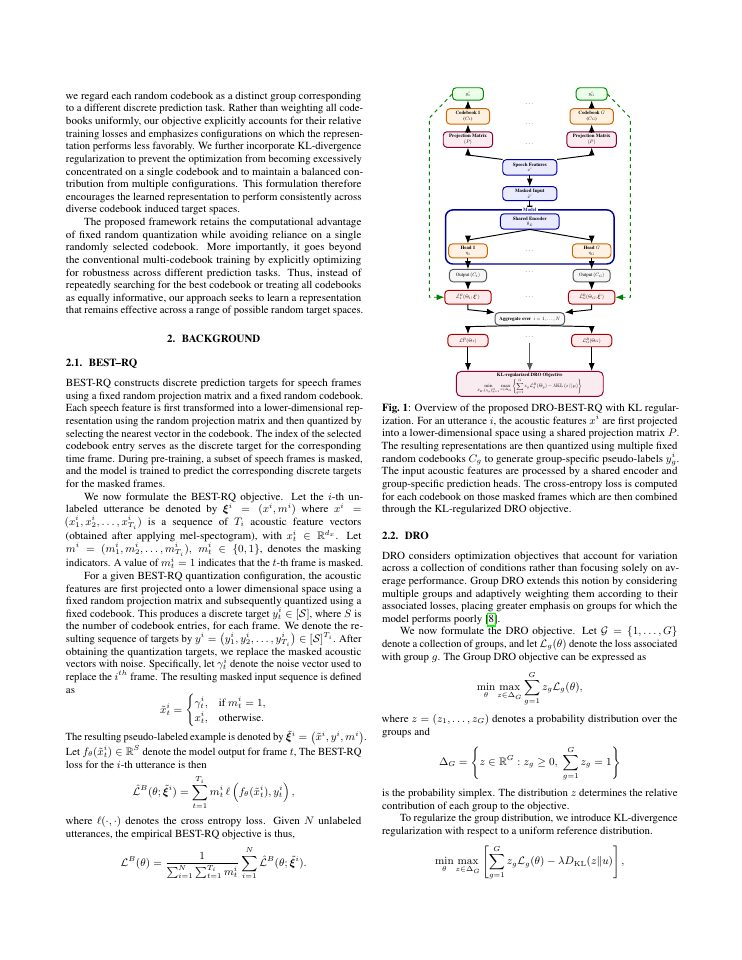 we regard each random codebook as a distinct group corresponding
to a different discrete prediction task. Rather than weighting all code-
books uniformly, our objective explicitly accounts for their relative
training losses and emphasizes configurations on which the represen-
tation performs less favorably. We further incorporate KL-divergence
regularization to prevent the optimization from becoming excessively
concentrated on a single codebook and to maintain a balanced con-
tribution from multiple configurations. This formulation therefore
encourages the learned representation to perform consistently across
diverse codebook induced target spaces.
The proposed framework retains the computational advantage
of fixed random quantization while avoiding reliance on a single
randomly selected codebook. More importantly, it goes beyond
the conventional multi-codebook training by explicitly optimizing
for robustness across different prediction tasks. Thus, instead of
repeatedly searching for the best codebook or treating all codebooks
as equally informative, our approach seeks to learn a representation
that remains effective across a range of possible random target spaces.
2. BACKGROUND
2.1. BEST–RQ
BEST-RQ constructs discrete prediction targets for speech frames
using a fixed random projection matrix and a fixed random codebook.
Each speech feature is first transformed into a lower-dimensional rep-
resentation using the random projection matrix and then quantized by
selecting the nearest vector in the codebook. The index of the selected
codebook entry serves as the discrete target for the corresponding
time frame. During pre-training, a subset of speech frames is masked,
and the model is trained to predict the corresponding discrete targets
for the masked frames.
We now formulate the BEST-RQ objective. Let the i-th un-
labeled utterance be denoted by ξ^i = (x^i, m^i) where x^i =
(x_1^i, x_2^i, . . . , x_{T_i}^i) is a sequence of T_i acoustic feature vectors
(obtained after applying mel-spectogram), with x_t^i ∈ ℝ^{d_x}. Let
m^i = (m_1^i, m_2^i, . . . , m_{T_i}^i), m_t^i ∈ {0, 1}, denotes the masking
indicators. A value of m_t^i = 1 indicates that the t-th frame is masked.
For a given BEST-RQ quantization configuration, the acoustic
features are first projected onto a lower dimensional space using a
fixed random projection matrix and subsequently quantized using a
fixed codebook. This produces a discrete target y_t^i ∈ [S], where S is
the number of codebook entries, for each frame. We denote the re-
sulting sequence of targets by y^i = (y_1^i, y_2^i, . . . , y_{T_i}^i) ∈ [S]^{T_i}. After
obtaining the quantization targets, we replace the masked acoustic
vectors with noise. Specifically, let γ_t^i denote the noise vector used to
replace the i^{th} frame. The resulting masked input sequence is defined
as
x̃_t^i = { γ_t^i, if m_t^i = 1,
x_t^i, otherwise.
The resulting pseudo-labeled example is denoted by ξ̃^i = (x̃^i, y^i, m^i).
Let f_θ(x̃_t^i) ∈ ℝ^S denote the model output for frame t, The BEST-RQ
loss for the i-th utterance is then
L̂^B(θ; ξ̃^i) = ∑_{t=1}^{T_i} m_t^i ℓ (f_θ(x̃_t^i), y_t^i),
where ℓ(·, ·) denotes the cross entropy loss. Given N unlabeled
utterances, the empirical BEST-RQ objective is thus,
L^B(θ) = 1 / (∑_{i=1}^N ∑_{t=1}^{T_i} m_t^i) ∑_{i=1}^N L̂^B(θ; ξ̃^i).
Codebook 1 Codebook G
(C_1) . . . (C_G)
Projection Matrix Projection Matrix
(P) . . . (P)
Speech Features
Masked Input
Model
Shared Encoder
Head 1 . . . Head G
Output (C_1) . . . Output (C_G)
Aggregate over i = 1, . . . , N
KL-regularized DRO Objective
Fig. 1: Overview of the proposed DRO-BEST-RQ with KL regular-
ization. For an utterance i, the acoustic features x^i are first projected
into a lower-dimensional space using a shared projection matrix P.
The resulting representations are then quantized using multiple fixed
random codebooks C_g to generate group-specific pseudo-labels y_g^i.
The input acoustic features are processed by a shared encoder and
group-specific prediction heads. The cross-entropy loss is computed
for each codebook on those masked frames which are then combined
through the KL-regularized DRO objective.
2.2. DRO
DRO considers optimization objectives that account for variation
across a collection of conditions rather than focusing solely on av-
erage performance. Group DRO extends this notion by considering
multiple groups and adaptively weighting them according to their
associated losses, placing greater emphasis on groups for which the
model performs poorly [8].
We now formulate the DRO objective. Let G = {1, . . . , G}
denote a collection of groups, and let L_g(θ) denote the loss associated
with group g. The Group DRO objective can be expressed as
min_θ max_{z∈Δ_G} ∑_{g=1}^G z_g L_g(θ),
where z = (z_1, . . . , z_G) denotes a probability distribution over the
groups and
Δ_G = { z ∈ ℝ^G : z_g ≥ 0, ∑_{g=1}^G z_g = 1 }
is the probability simplex. The distribution z determines the relative
contribution of each group to the objective.
To regularize the group distribution, we introduce KL-divergence
regularization with respect to a uniform reference distribution.
min_θ max_{z∈Δ_G} [ ∑_{g=1}^G z_g L_g(θ) − λD_{KL}(z∥u) ],